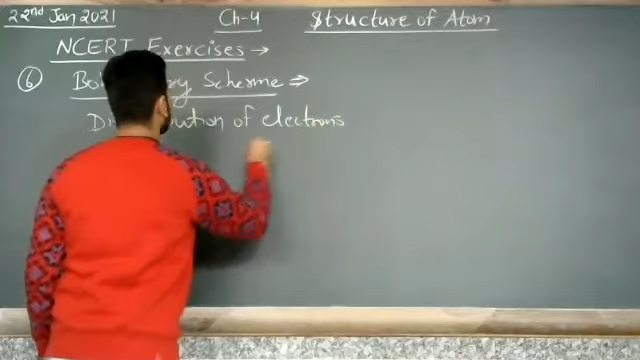 22nd Jan 2021 Ch-4 Structure of Atom
NCERT Exercises →
⑥ Scheme ⇒
of electrons